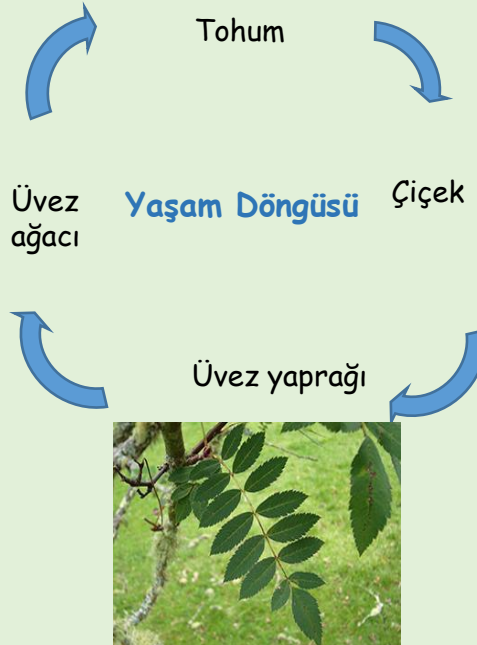 Tohum
Çiçek
Yaşam Döngüsü
Üvez
ağacı
Üvez yaprağı